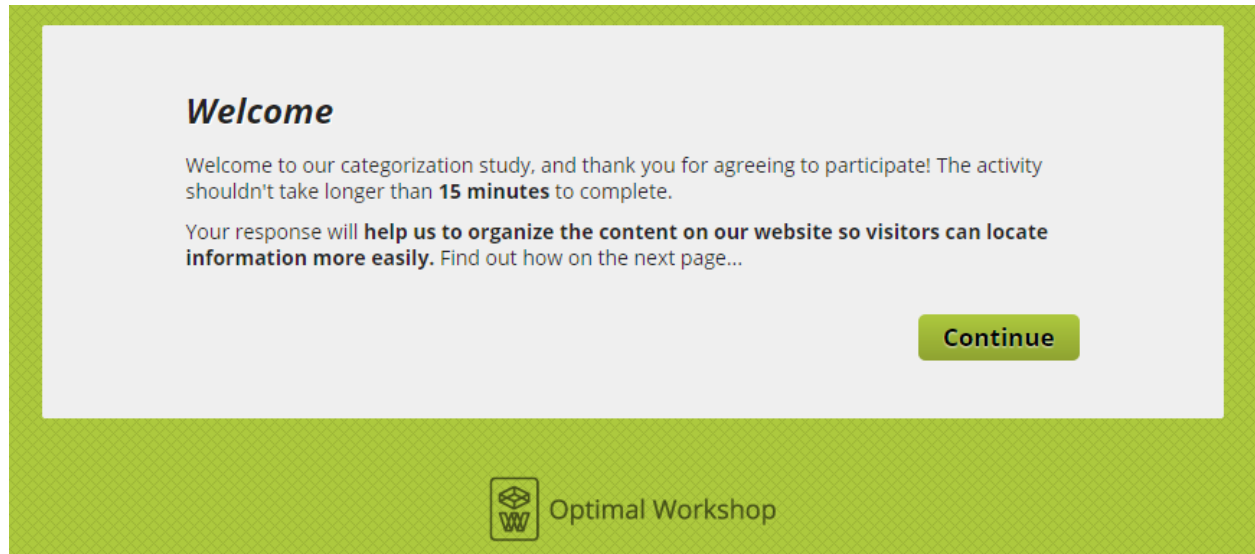 Welcome
Welcome to our categorization study, and thank you for agreeing to participate! The activity
shouldn't take longer than 15 minutes to complete.
Your response will help us to organize the content on our website so visitors can locate
information more easily. Find out how on the next page...
Continue
Optimal Workshop